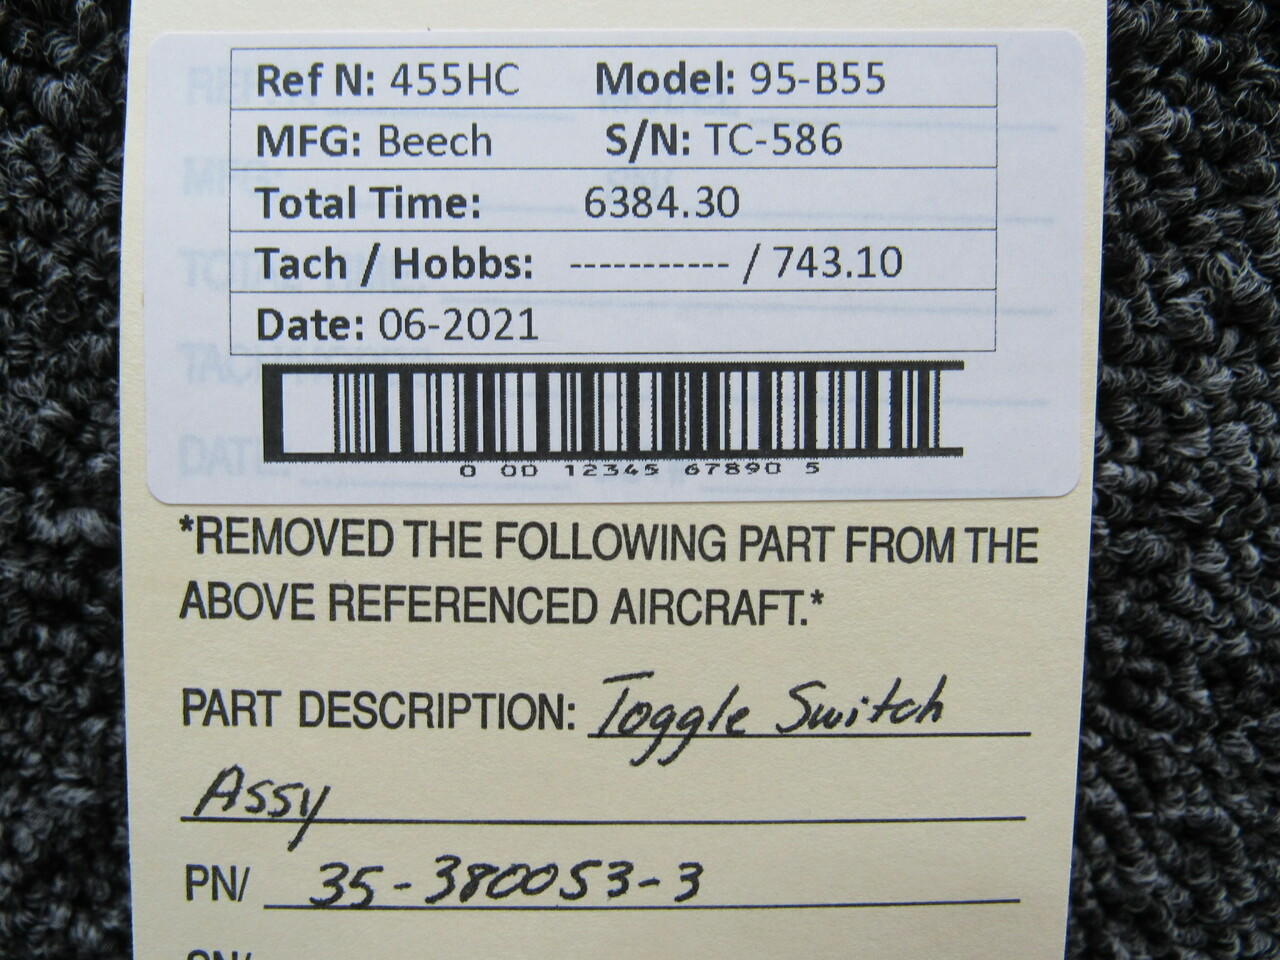 Ref N: 455HC Model: 95-B55
MFG: Beech S/N: TC-586
Total Time: 6384.30
Tach / Hobbs: ----------- / 743.10
Date: 06-2021
0 00 12345 67890 5
*REMOVED THE FOLLOWING PART FROM THE
ABOVE REFERENCED AIRCRAFT.*
PART DESCRIPTION: Toggle Switch
Assy
PN/ 35-380053-3